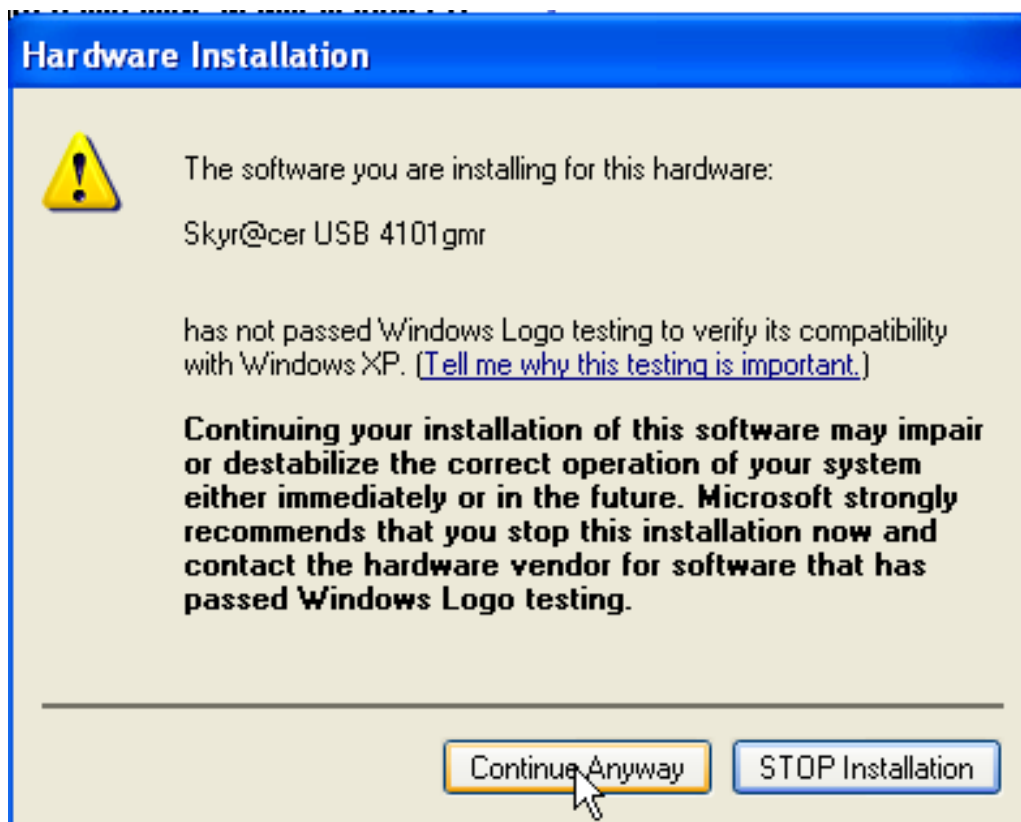 Hardware Installation
The software you are installing for this hardware:
Skyr@cer USB 4101gmr
has not passed Windows Logo testing to verify its compatibility
with Windows XP. (Tell me why this testing is important.)
Continuing your installation of this software may impair
or destabilize the correct operation of your system
either immediately or in the future. Microsoft strongly
recommends that you stop this installation now and
contact the hardware vendor for software that has
passed Windows Logo testing.
Continue Anyway
STOP Installation